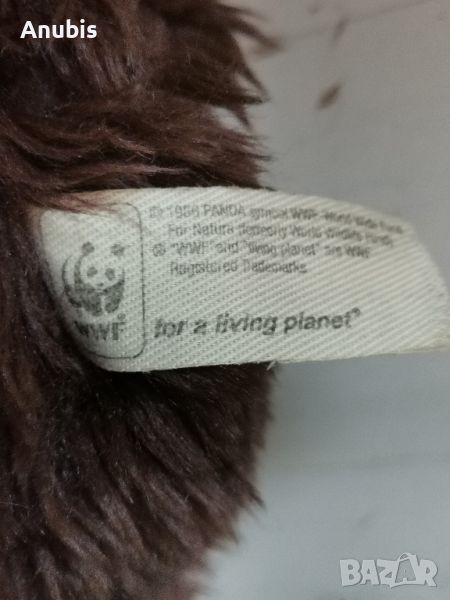 Anubis
© 1986 PANDA symbol WWF-World Wide Fund
For Nature (formerly World Wildlife Fund)
® "WWF" and "living planet" are WWF
Registered Trademarks
WWF
for a living planet®
BAZAR